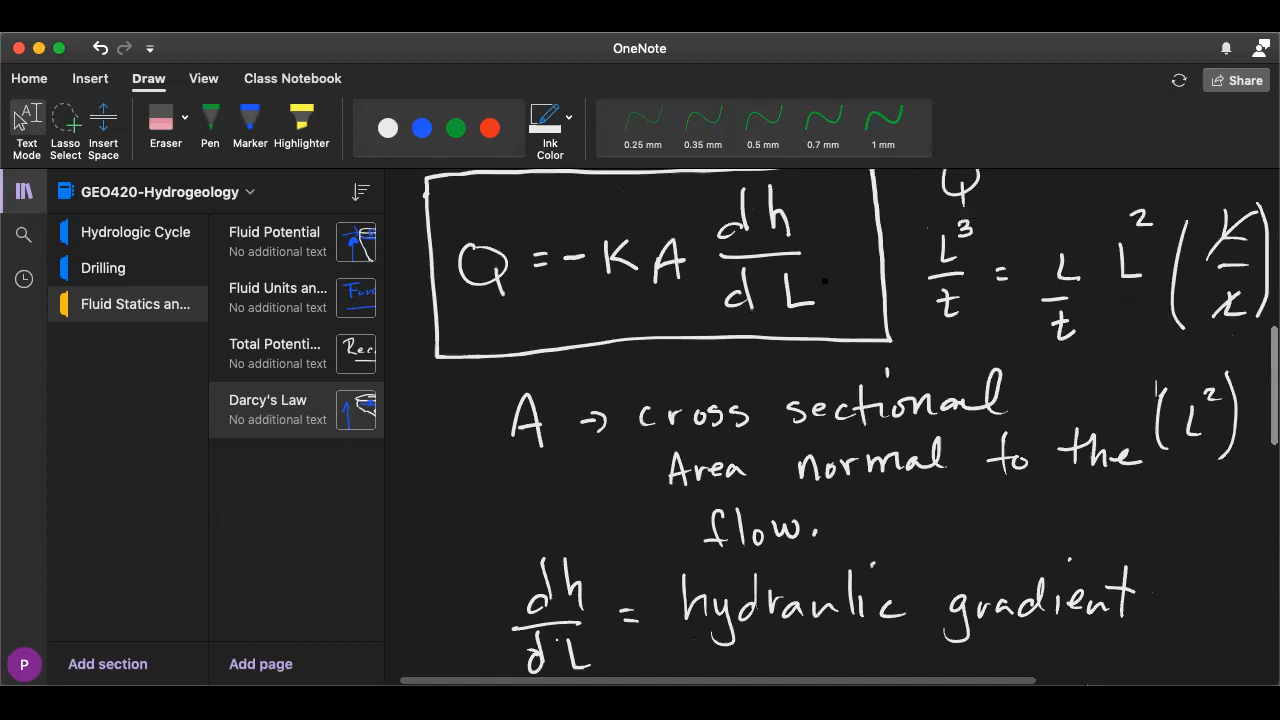 OneNote
Home Insert Draw View Class Notebook
Share
Text Mode
Lasso Select
Insert Space
Eraser
Pen
Marker
Highlighter
Ink Color
0.25 mm
0.35 mm
0.5 mm
0.7 mm
1 mm
GEO420-Hydrogeology
Hydrologic Cycle
Drilling
Fluid Statics an...
Fluid Potential
No additional text
Fluid Units an...
No additional text
Total Potenti...
No additional text
Darcy's Law
No additional text
P
Add section
Add page
Q = - K A dh/dL
Q
L³/t = L/t L² (L/L)
A → cross sectional
Area normal to the (L²)
flow.
dh/dL = hydraulic gradient